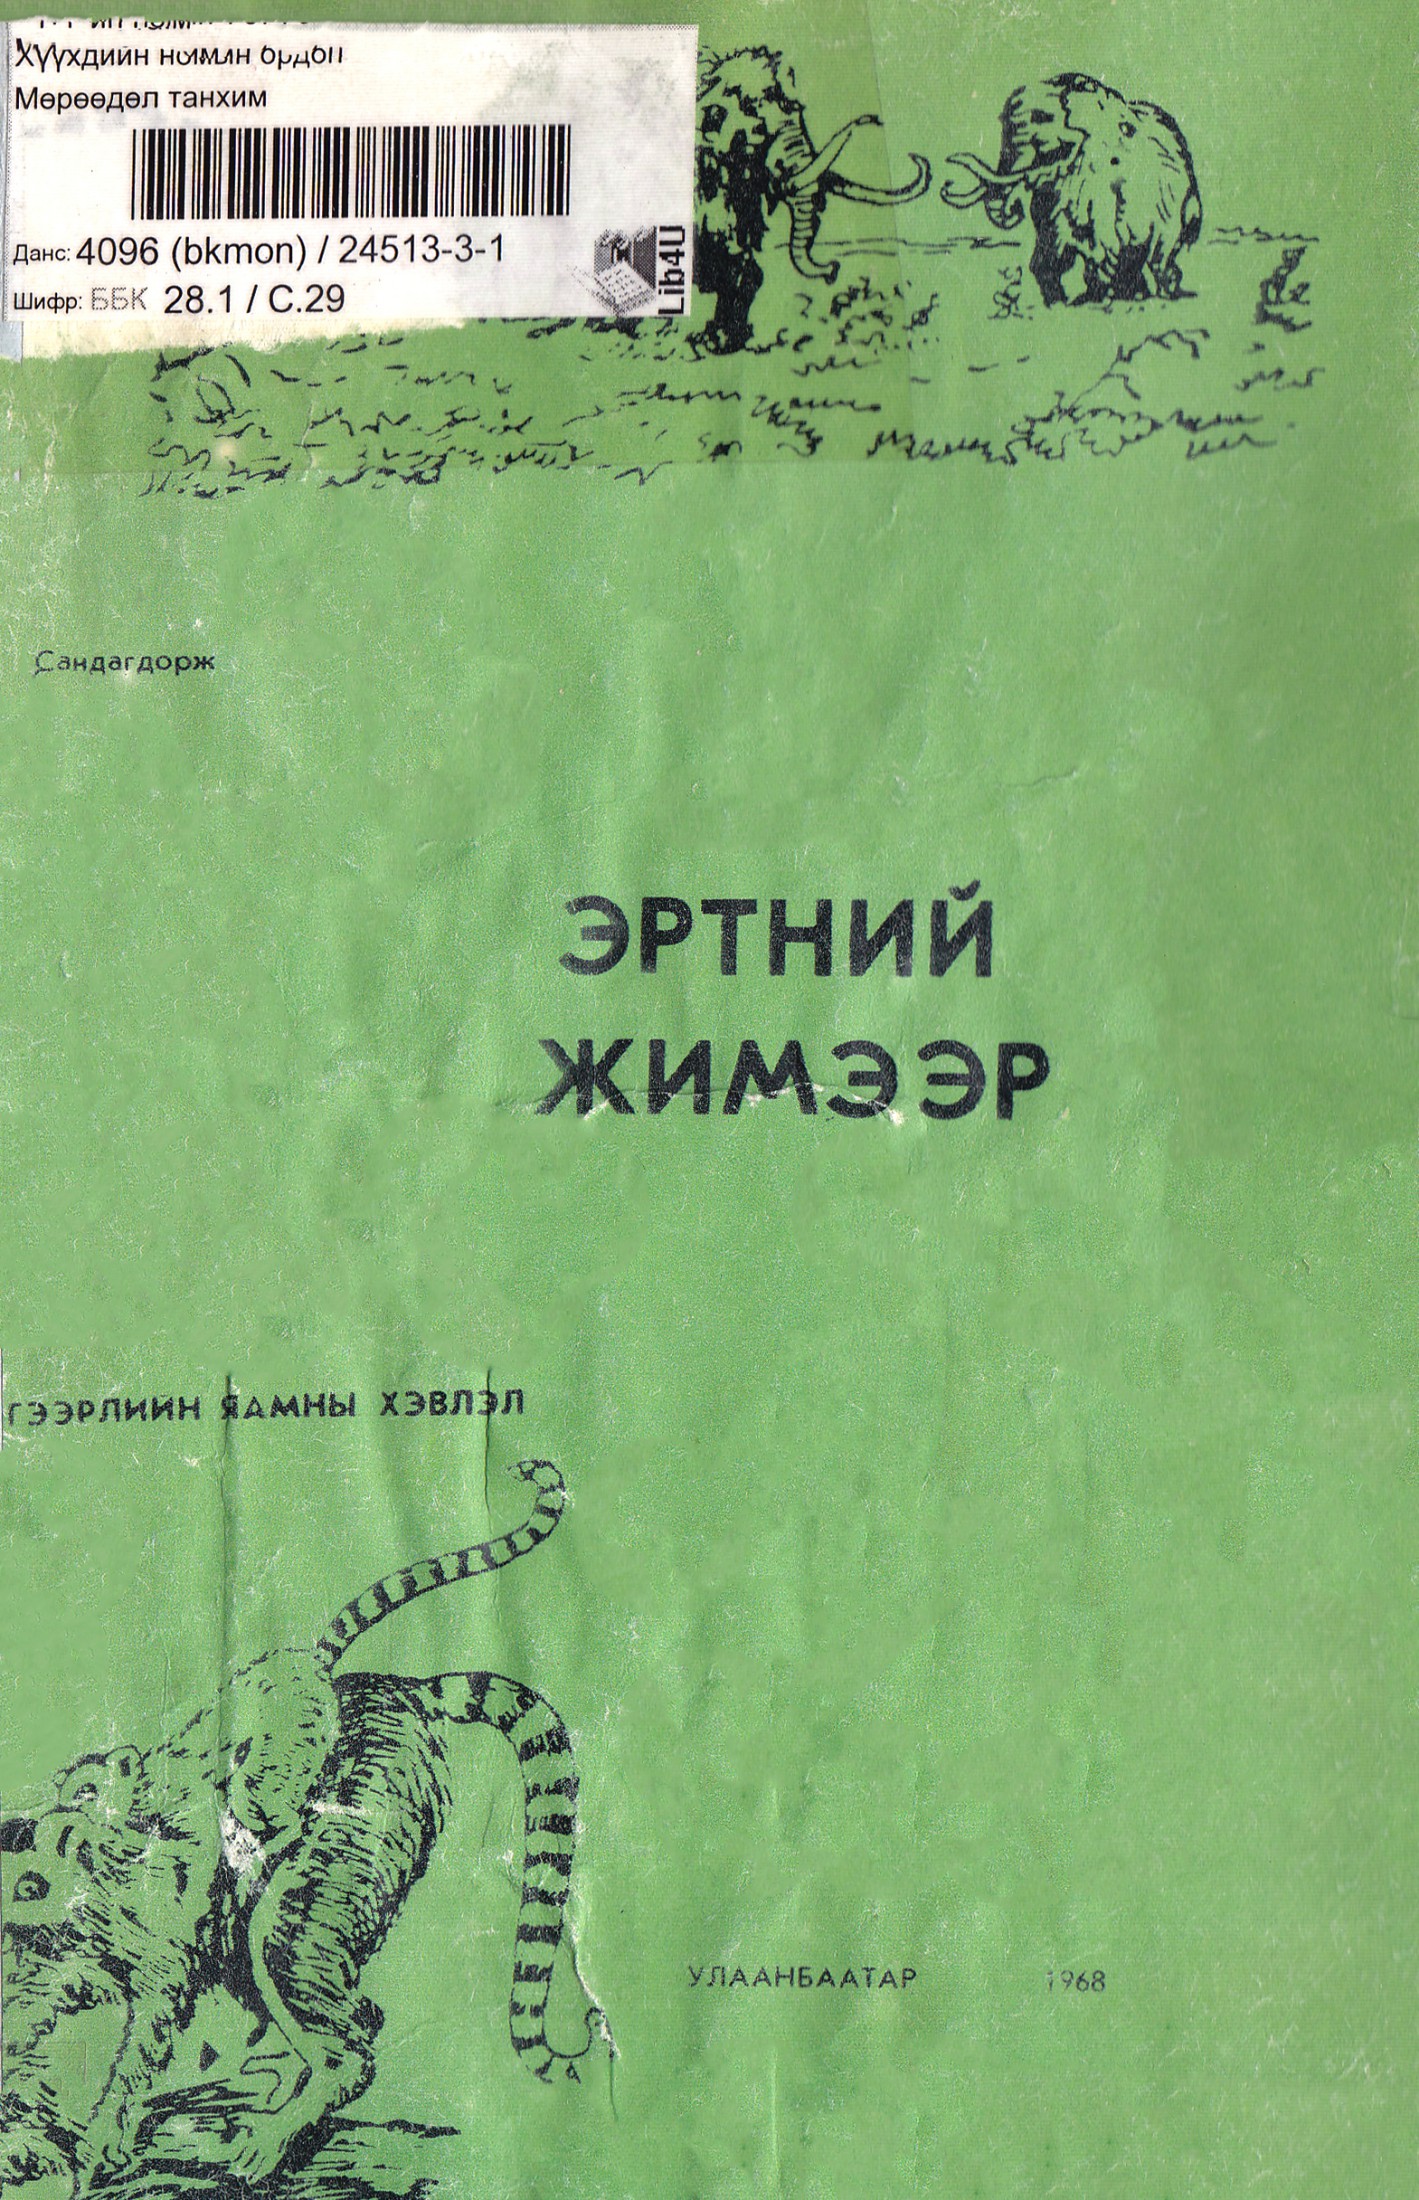 Хүүхдийн номын ордон
Мөрөөдөл танхим
Данс: 4096 (bkmon) / 24513-3-1
Шифр: ББК 28.1 / С.29
Lib4U
Сандагдорж
ЭРТНИЙ
ЖИМЭЭР
ГЭЭРЛИЙН ЯАМНЫ ХЭВЛЭЛ
УЛААНБААТАР 1968